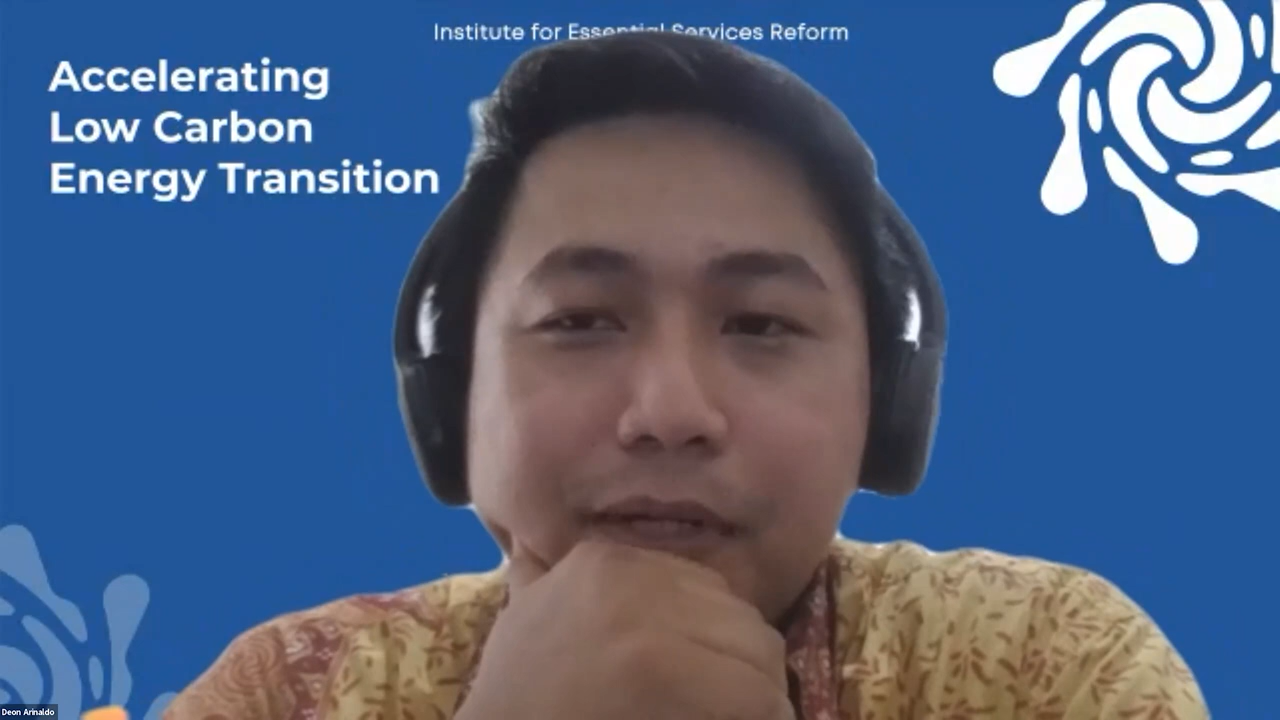 Institute for Essential Services Reform
Accelerating
Low Carbon
Energy Transition
Deon Arinaldo